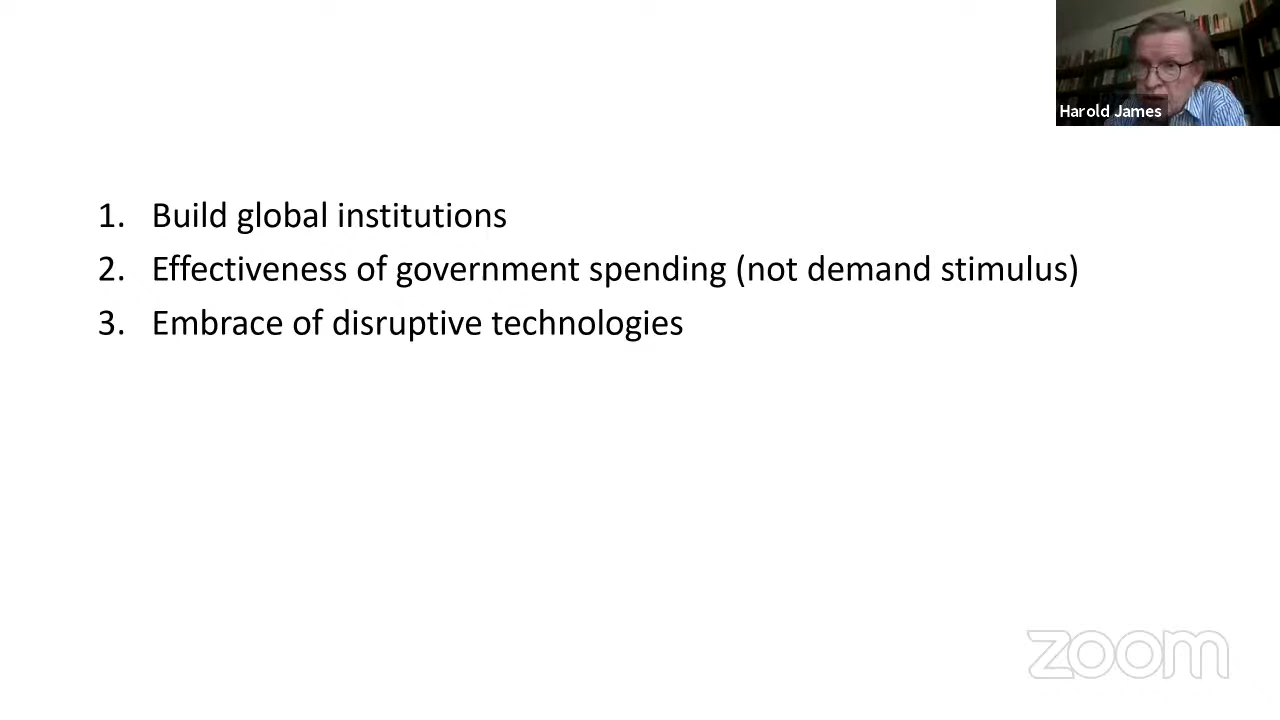 Harold James
1. Build global institutions
2. Effectiveness of government spending (not demand stimulus)
3. Embrace of disruptive technologies
zoom